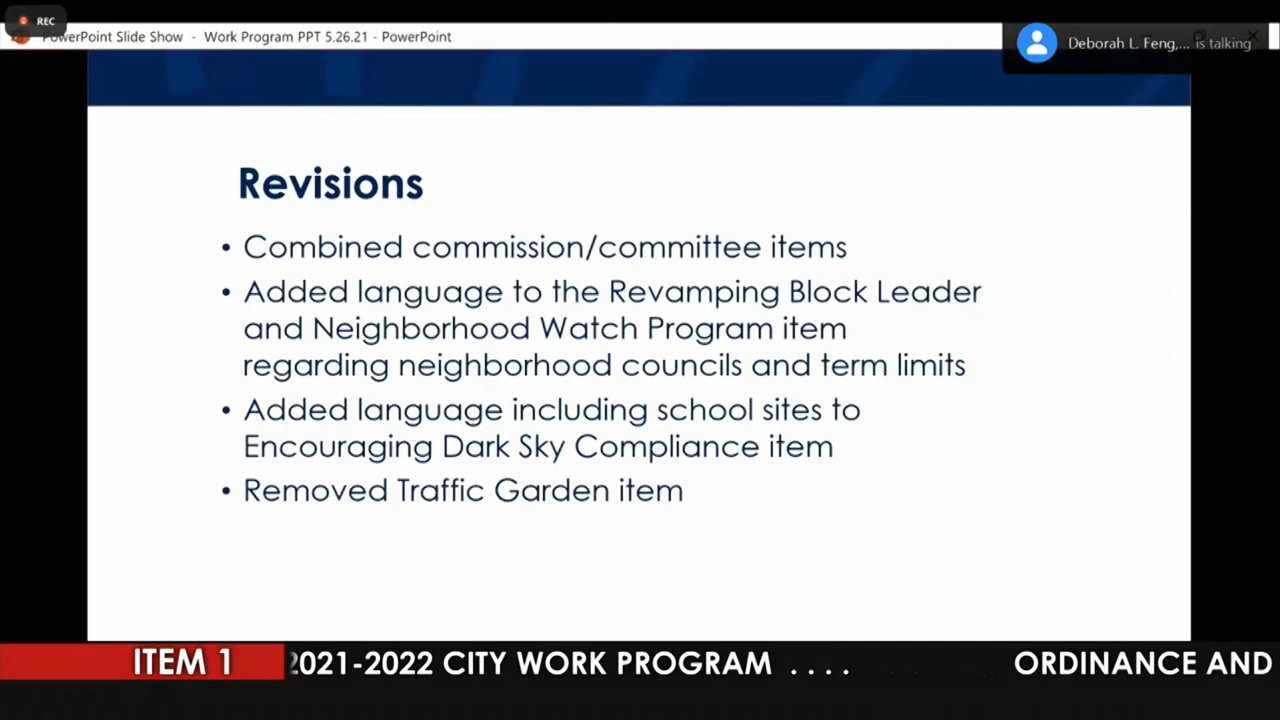 REC
PowerPoint Slide Show - Work Program PPT 5.26.21 - PowerPoint
Deborah L. Feng,... is talking
Revisions
• Combined commission/committee items
• Added language to the Revamping Block Leader
and Neighborhood Watch Program item
regarding neighborhood councils and term limits
• Added language including school sites to
Encouraging Dark Sky Compliance item
• Removed Traffic Garden item
ITEM 1 2021-2022 CITY WORK PROGRAM . . . . ORDINANCE AND